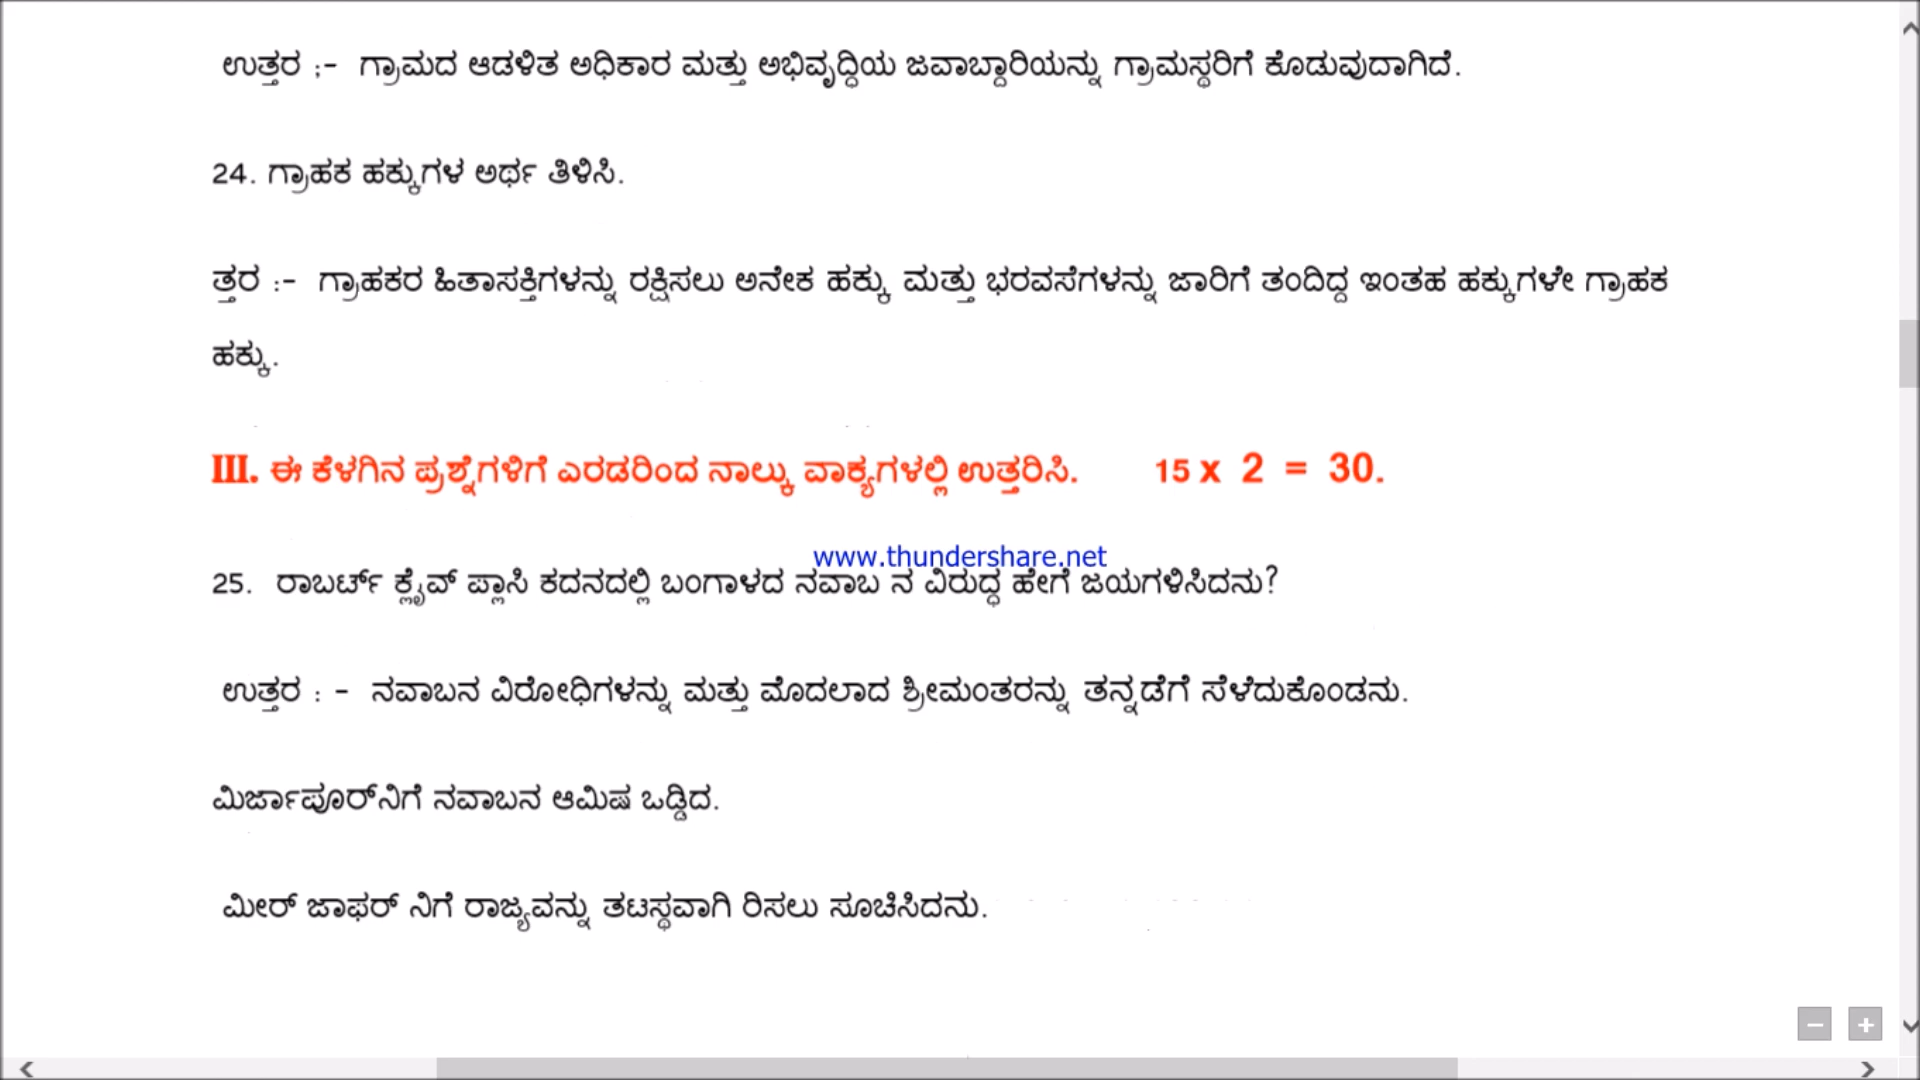 ಉತ್ತರ ;- ಗ್ರಾಮದ ಆಡಳಿತ ಅಧಿಕಾರ ಮತ್ತು ಅಭಿವೃದ್ಧಿಯ ಜವಾಬ್ದಾರಿಯನ್ನು ಗ್ರಾಮಸ್ಥರಿಗೆ ಕೊಡುವುದಾಗಿದೆ.
24. ಗ್ರಾಹಕ ಹಕ್ಕುಗಳ ಅರ್ಥ ತಿಳಿಸಿ.
ತ್ತರ :- ಗ್ರಾಹಕರ ಹಿತಾಸಕ್ತಿಗಳನ್ನು ರಕ್ಷಿಸಲು ಅನೇಕ ಹಕ್ಕು ಮತ್ತು ಭರವಸೆಗಳನ್ನು ಜಾರಿಗೆ ತಂದಿದ್ದ ಇಂತಹ ಹಕ್ಕುಗಳೇ ಗ್ರಾಹಕ
ಹಕ್ಕು.
III. ಈ ಕೆಳಗಿನ ಪ್ರಶ್ನೆಗಳಿಗೆ ಎರಡರಿಂದ ನಾಲ್ಕು ವಾಕ್ಯಗಳಲ್ಲಿ ಉತ್ತರಿಸಿ. 15 x 2 = 30.
www.thundershare.net
25. ರಾಬರ್ಟ್ ಕ್ಲೈವ್ ಪ್ಲಾಸಿ ಕದನದಲ್ಲಿ ಬಂಗಾಳದ ನವಾಬ ನ ವಿರುದ್ಧ ಹೇಗೆ ಜಯಗಳಿಸಿದನು?
ಉತ್ತರ : - ನವಾಬನ ವಿರೋಧಿಗಳನ್ನು ಮತ್ತು ಮೊದಲಾದ ಶ್ರೀಮಂತರನ್ನು ತನ್ನಡೆಗೆ ಸೆಳೆದುಕೊಂಡನು.
ಮಿರ್ಜಾಪೂರ್‌ನಿಗೆ ನವಾಬನ ಆಮಿಷ ಒಡ್ಡಿದ.
ಮೀರ್ ಜಾಫರ್ ನಿಗೆ ರಾಜ್ಯವನ್ನು ತಟಸ್ಥವಾಗಿ ರಿಸಲು ಸೂಚಿಸಿದನು.